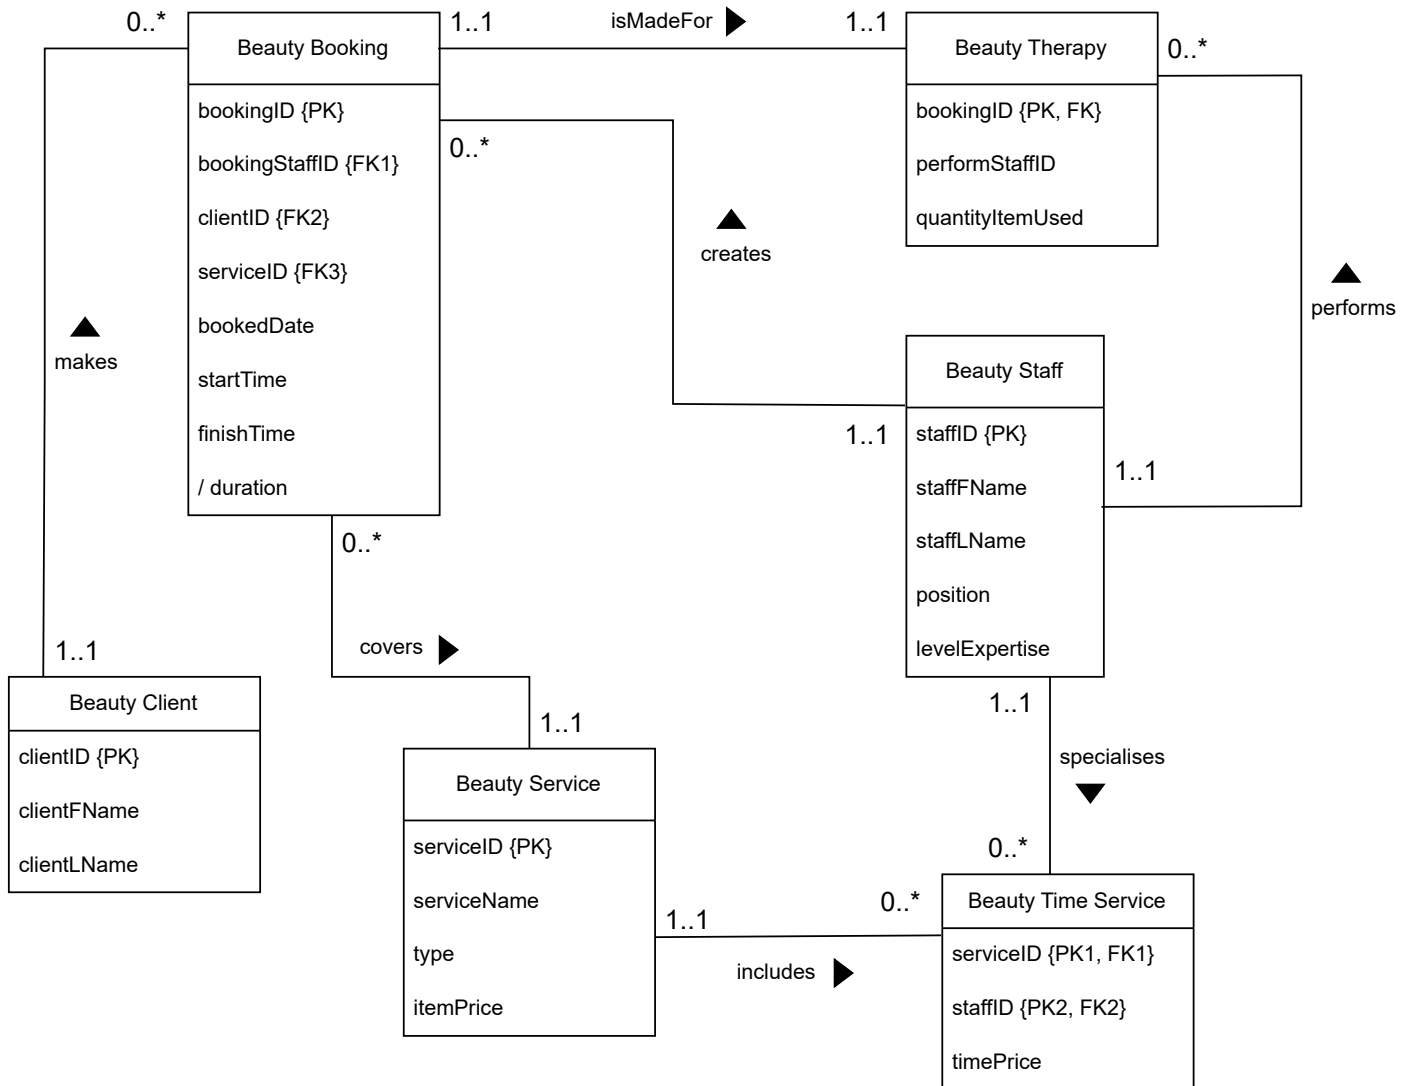 0..*
Beauty Booking
1..1
isMadeFor
1..1
Beauty Therapy
0..*
bookingID {PK}
bookingStaffID {FK1}
clientID {FK2}
serviceID {FK3}
bookedDate
startTime
finishTime
/ duration
0..*
bookingID {PK, FK}
performStaffID
quantityItemUsed
creates
performs
makes
Beauty Staff
1..1
staffID {PK}
staffFName
staffLName
position
levelExpertise
1..1
0..*
covers
1..1
1..1
Beauty Client
clientID {PK}
clientFName
clientLName
1..1
Beauty Service
serviceID {PK}
serviceName
type
itemPrice
specialises
0..*
1..1
includes
0..*
Beauty Time Service
serviceID {PK1, FK1}
staffID {PK2, FK2}
timePrice